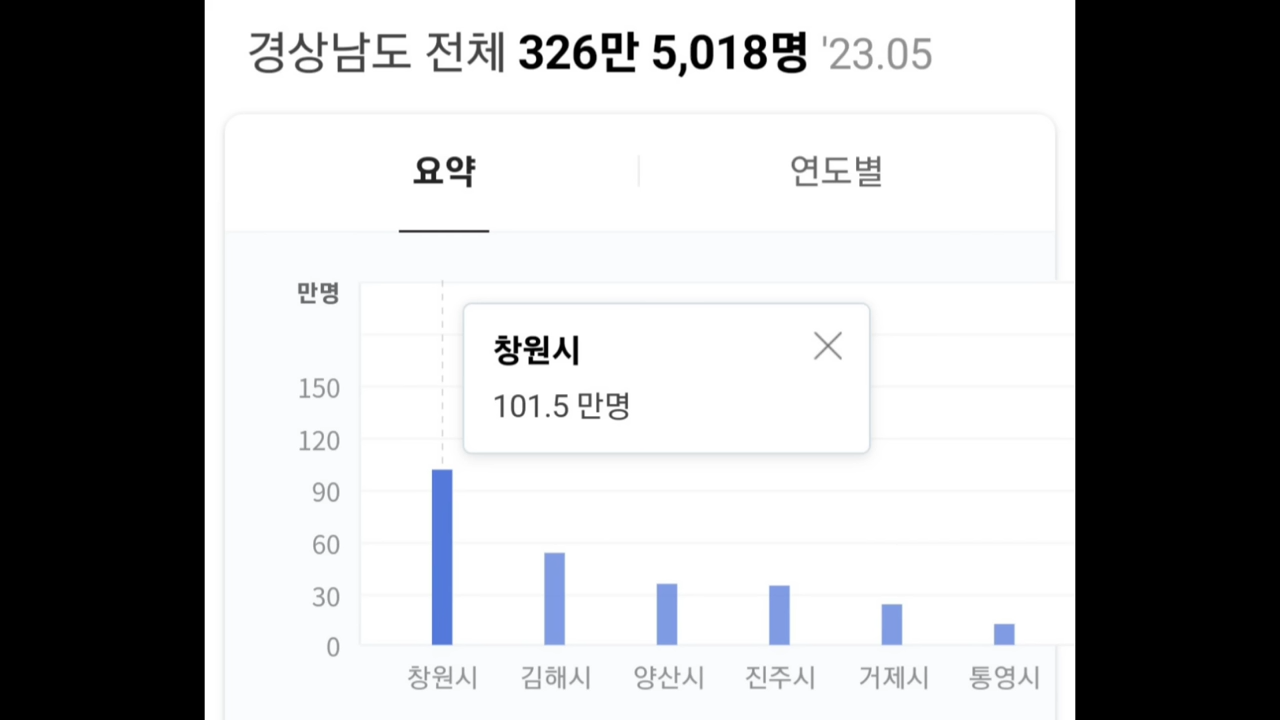 경상남도 전체 326만 5,018명 '23.05
요약 연도별
만명
창원시
101.5 만명
150
120
90
60
30
0
창원시 김해시 양산시 진주시 거제시 통영시